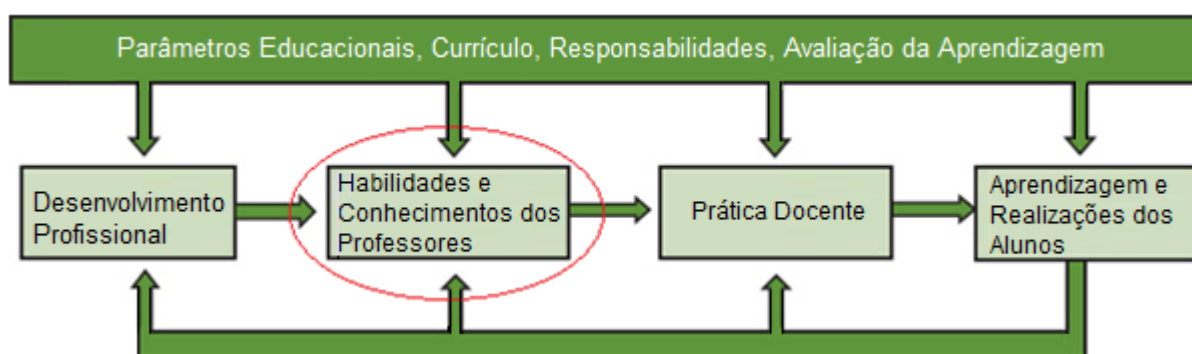 Parâmetros Educacionais, Currículo, Responsabilidades, Avaliação da Aprendizagem
Desenvolvimento
Profissional
Habilidades e
Conhecimentos dos
Professores
Prática Docente
Aprendizagem e
Realizações dos
Alunos